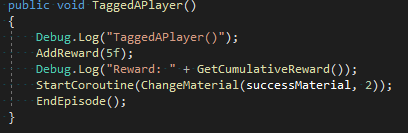 public void TaggedAPlayer()
{
Debug.Log("TaggedAPlayer()");
AddReward(5f);
Debug.Log("Reward: " + GetCumulativeReward());
StartCoroutine(ChangeMaterial(successMaterial, 2));
EndEpisode();
}